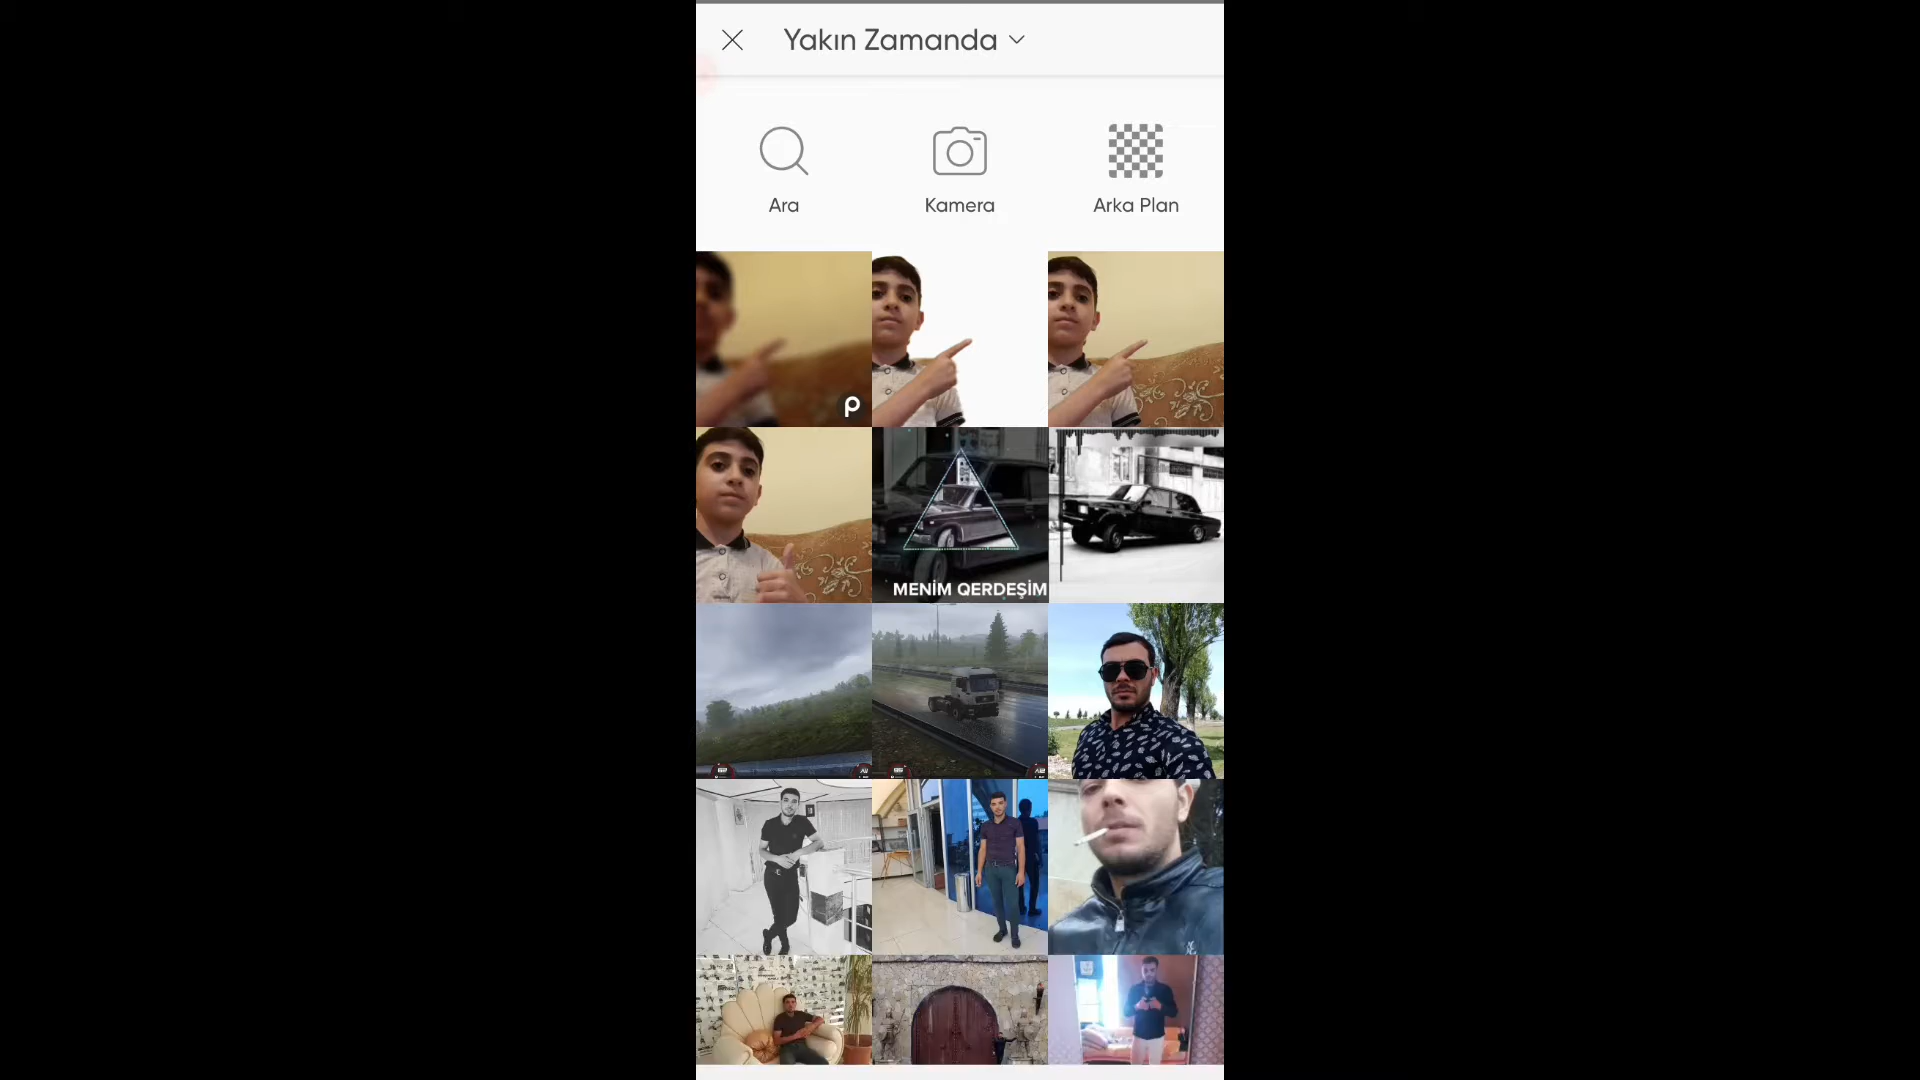 Yakın Zamanda
Ara
Kamera
Arka Plan
MENİM QERDEŞİM